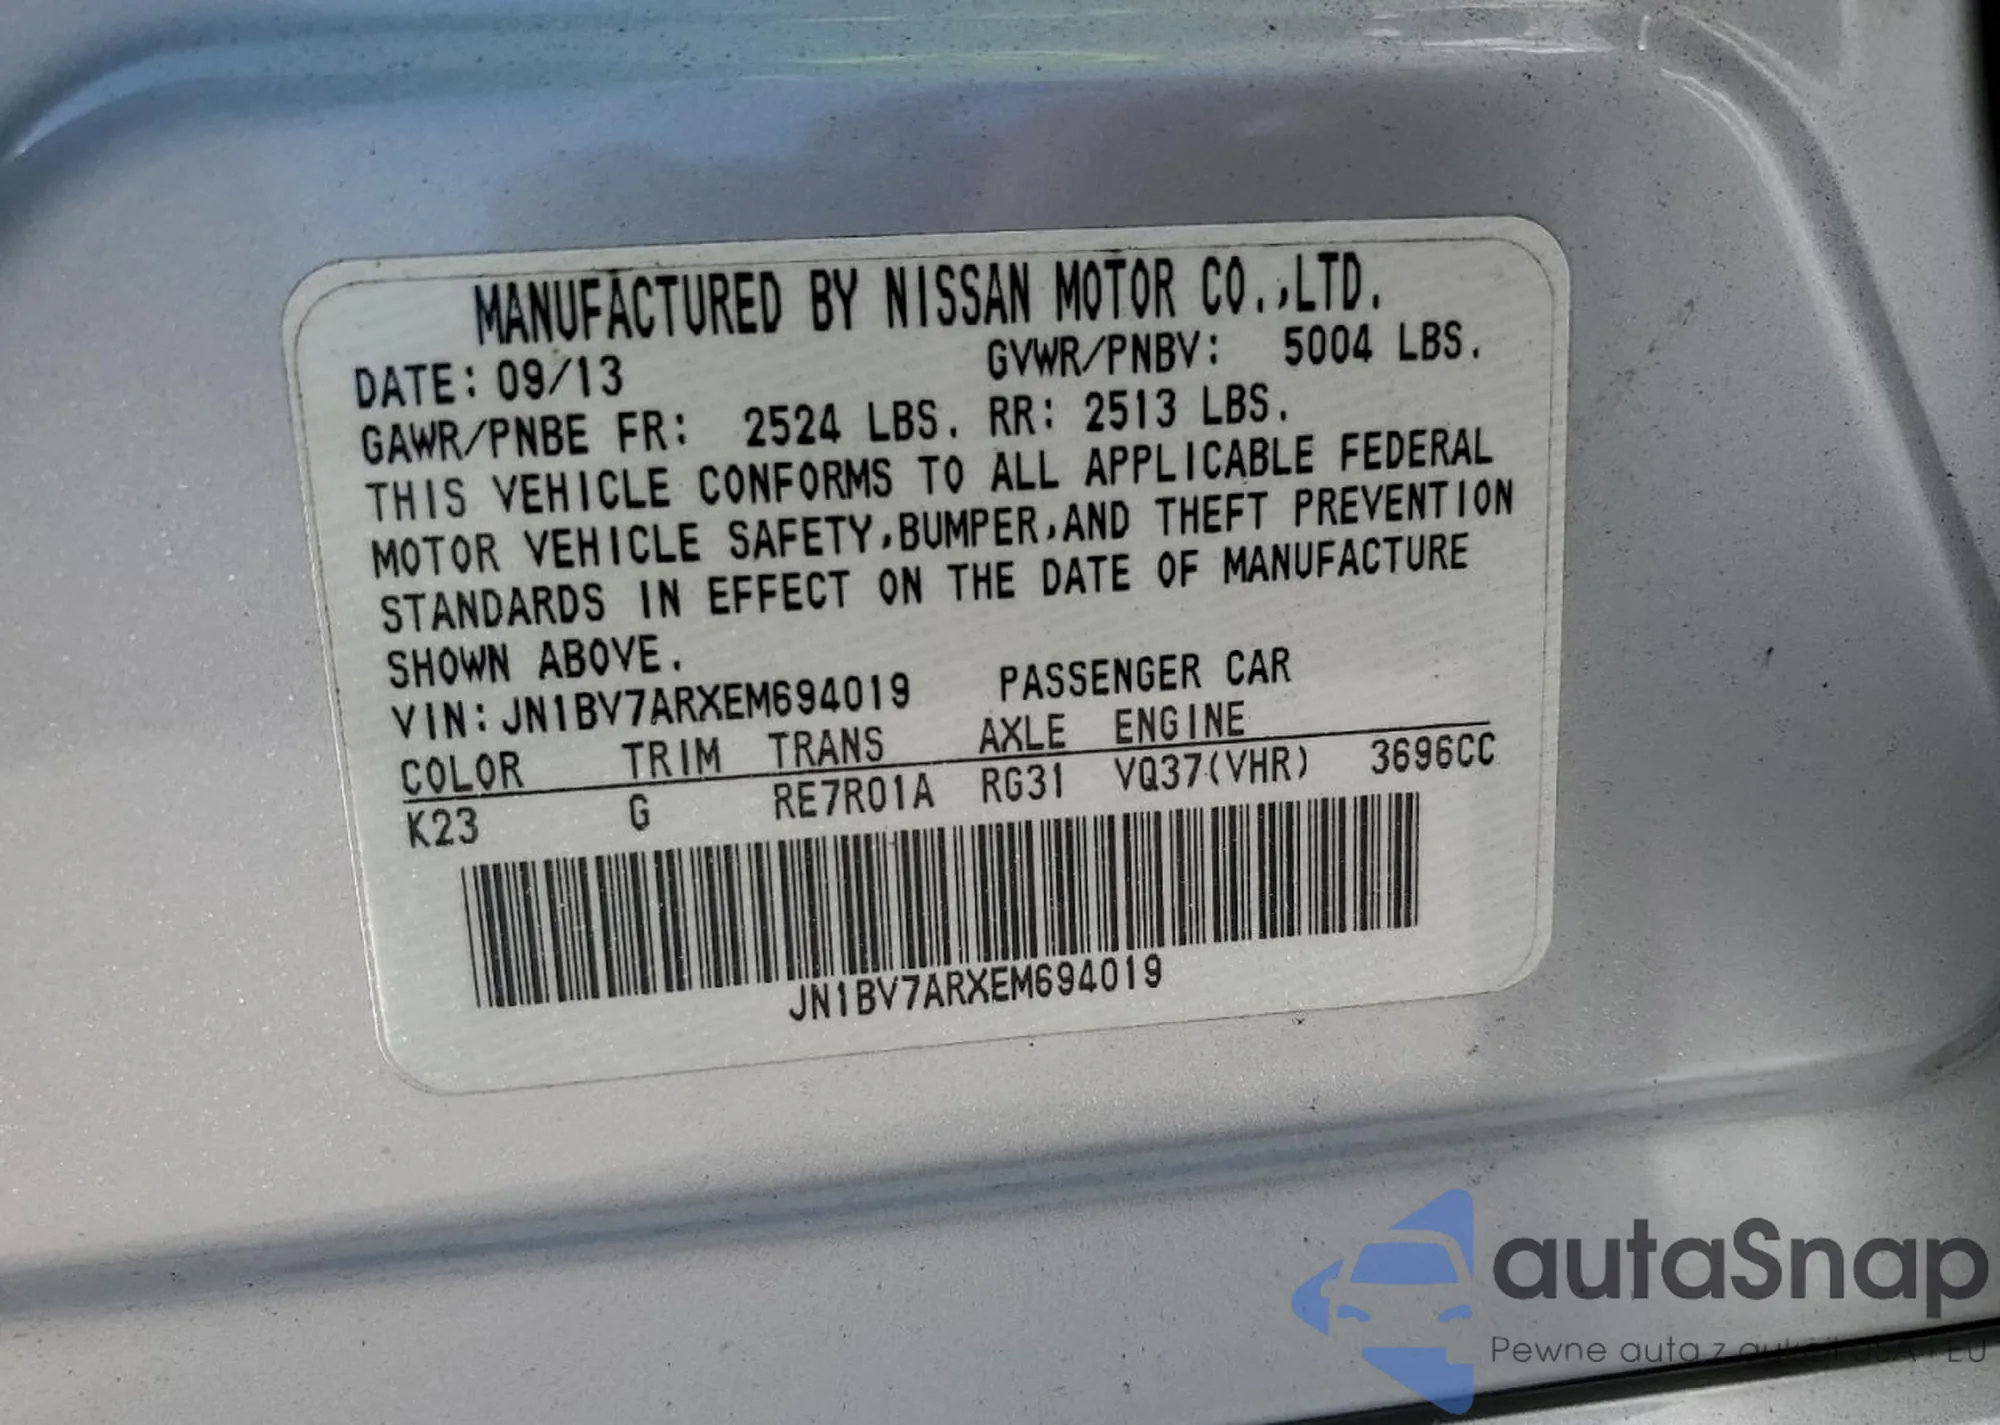 MANUFACTURED BY NISSAN MOTOR CO.,LTD.
DATE: 09/13 GVWR/PNBV: 5004 LBS.
GAWR/PNBE FR: 2524 LBS. RR: 2513 LBS.
THIS VEHICLE CONFORMS TO ALL APPLICABLE FEDERAL
MOTOR VEHICLE SAFETY,BUMPER,AND THEFT PREVENTION
STANDARDS IN EFFECT ON THE DATE OF MANUFACTURE
SHOWN ABOVE.
VIN: JN1BV7ARXEM694019 PASSENGER CAR
COLOR TRIM TRANS AXLE ENGINE
K23 G RE7R01A RG31 VQ37(VHR) 3696CC
JN1BV7ARXEM694019
autaSnap
Pewne auta z aukcji USA i EU